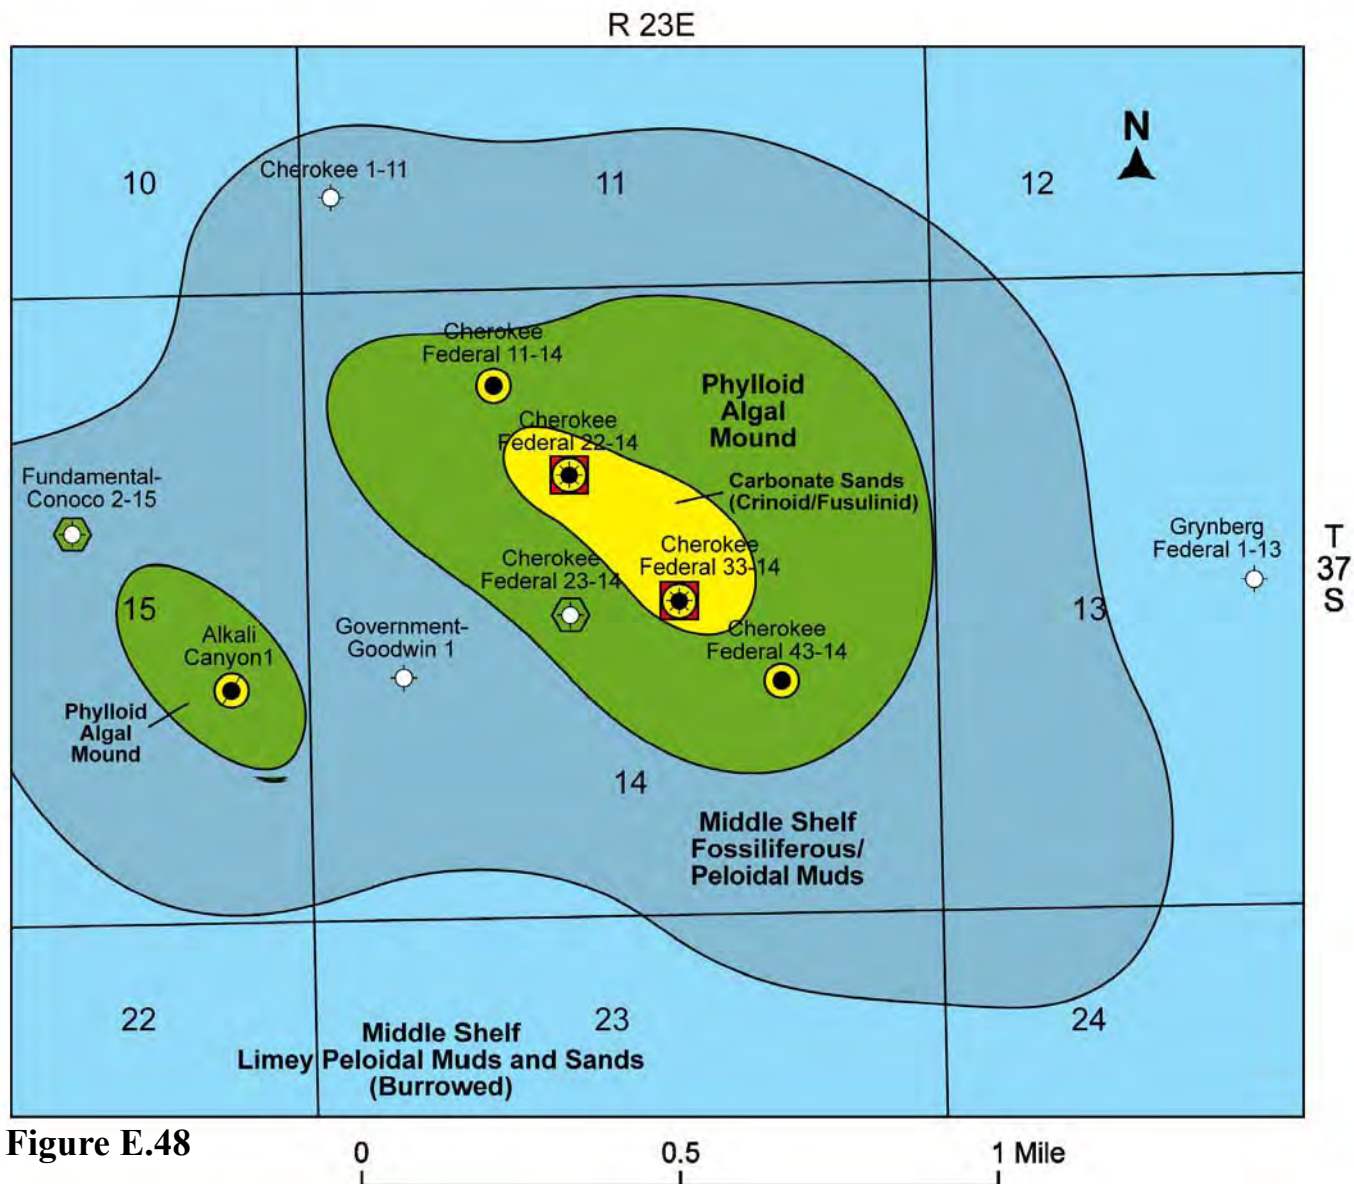 R 23E
N
10
Cherokee 1-11
11
12
Cherokee
Federal 11-14
Phylloid
Algal
Mound
Cherokee
Federal 22-14
Carbonate Sands
(Crinoid/Fusulinid)
Fundamental-
Conoco 2-15
Grynberg
Federal 1-13
T
37
S
Cherokee
Federal 33-14
Cherokee
Federal 23-14
15
13
Alkali
Canyon1
Government-
Goodwin 1
Cherokee
Federal 43-14
Phylloid
Algal
Mound
14
Middle Shelf
Fossiliferous/
Peloidal Muds
22
23
24
Middle Shelf
Limey Peloidal Muds and Sands
(Burrowed)
Figure E.48
0 0.5 1 Mile